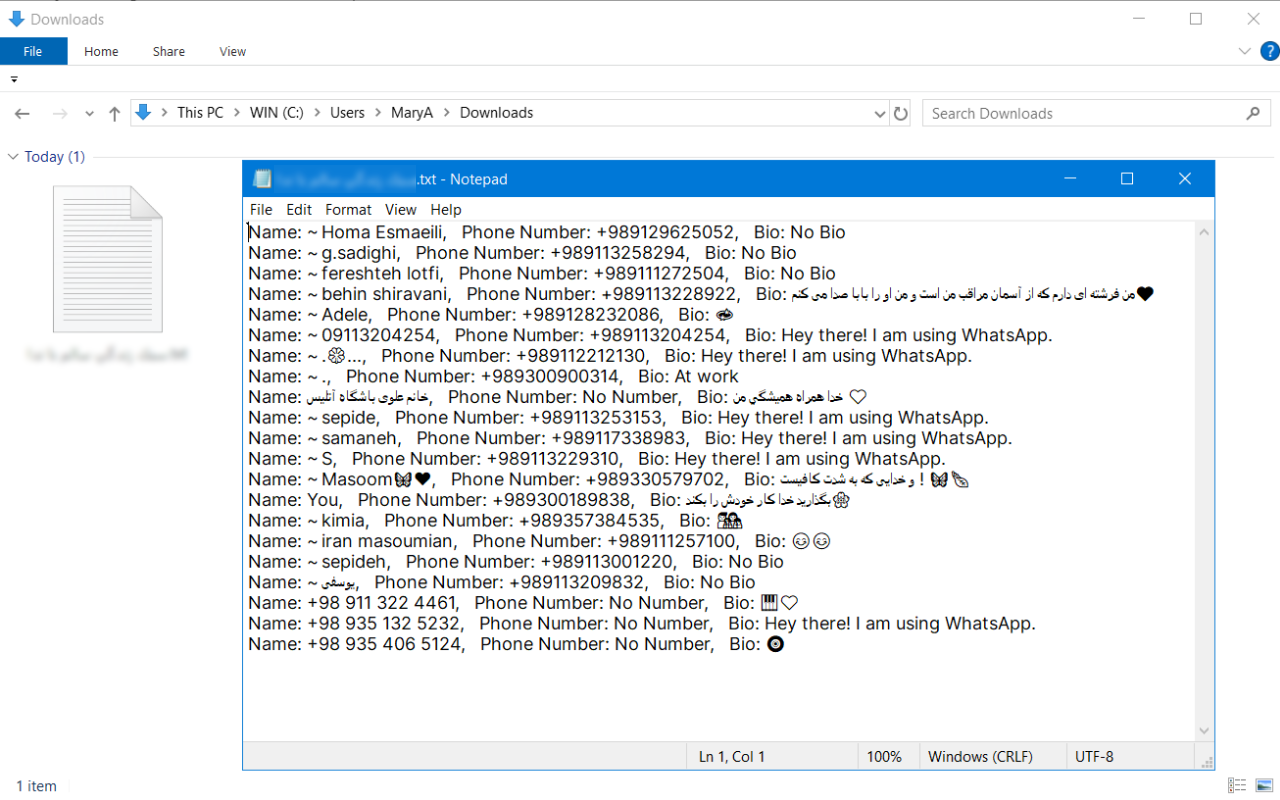 Downloads
File Home Share View
This PC > WIN (C:) > Users > MaryA > Downloads
Search Downloads
Today (1)
.txt - Notepad
File Edit Format View Help
Name: ~ Homa Esmaeili, Phone Number: +989129625052, Bio: No Bio
Name: ~ g.sadighi, Phone Number: +989113258294, Bio: No Bio
Name: ~ fereshteh lotfi, Phone Number: +989111272504, Bio: No Bio
Name: ~ behin shiravani, Phone Number: +989113228922, Bio: من فرشته ای دارم که از آسمان مراقب من است و من او را بابا صدا می کنم🖤
Name: ~ Adele, Phone Number: +989128232086, Bio: 👁
Name: ~ 09113204254, Phone Number: +989113204254, Bio: Hey there! I am using WhatsApp.
Name: ~ .🏵..., Phone Number: +989112212130, Bio: Hey there! I am using WhatsApp.
Name: ~ ., Phone Number: +989300900314, Bio: At work
Name: خانم علوی باشگاه آتلیس, Phone Number: No Number, Bio: خدا همراه همیشگی من ♡
Name: ~ sepide, Phone Number: +989113253153, Bio: Hey there! I am using WhatsApp.
Name: ~ samaneh, Phone Number: +989117338983, Bio: Hey there! I am using WhatsApp.
Name: ~ S, Phone Number: +989113229310, Bio: Hey there! I am using WhatsApp.
Name: ~ Masoom🦋🖤, Phone Number: +989330579702, Bio: و خدایی که به شدت کافیست ! 🦋🪶
Name: You, Phone Number: +989300189838, Bio: بگذارید خدا کار خودش را بکند🌸
Name: ~ kimia, Phone Number: +989357384535, Bio: 👩‍❤️‍👨
Name: ~ iran masoumian, Phone Number: +989111257100, Bio: 😊😊
Name: ~ sepideh, Phone Number: +989113001220, Bio: No Bio
Name: ~ یوسفی, Phone Number: +989113209832, Bio: No Bio
Name: +98 911 322 4461, Phone Number: No Number, Bio: 🎹♡
Name: +98 935 132 5232, Phone Number: No Number, Bio: Hey there! I am using WhatsApp.
Name: +98 935 406 5124, Phone Number: No Number, Bio: 🧿
Ln 1, Col 1 100% Windows (CRLF) UTF-8
1 item